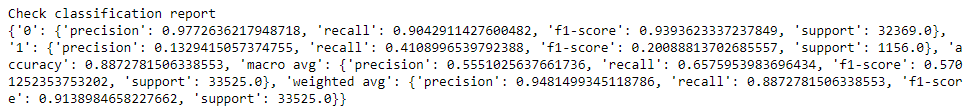 Check classification report
{'0': {'precision': 0.9772636217948718, 'recall': 0.9042911427600482, 'f1-score': 0.9393623337237849, 'support': 32369.0},
'1': {'precision': 0.1329415057374755, 'recall': 0.4108996539792388, 'f1-score': 0.20088813702685557, 'support': 1156.0}, 'a
ccuracy': 0.8872781506338553, 'macro avg': {'precision': 0.5551025637661736, 'recall': 0.6575953983696434, 'f1-score': 0.570
1252353753202, 'support': 33525.0}, 'weighted avg': {'precision': 0.9481499345118786, 'recall': 0.8872781506338553, 'f1-scor
e': 0.9138984658227662, 'support': 33525.0}}